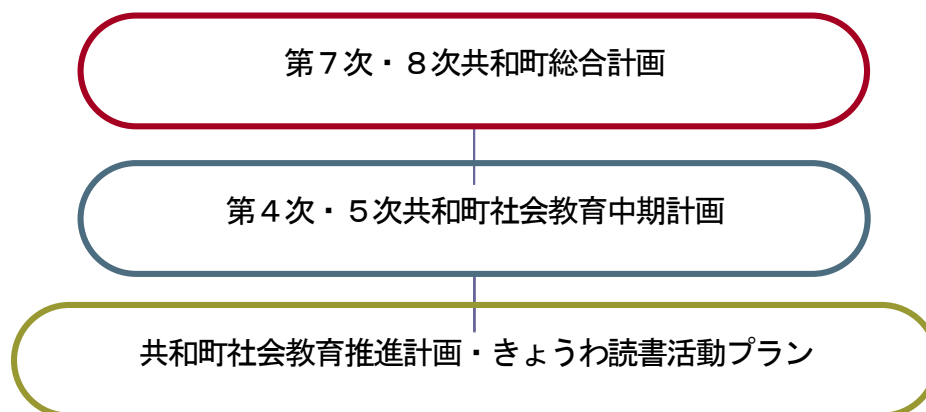 第７次・８次共和町総合計画
第４次・５次共和町社会教育中期計画
共和町社会教育推進計画・きょうわ読書活動プラン